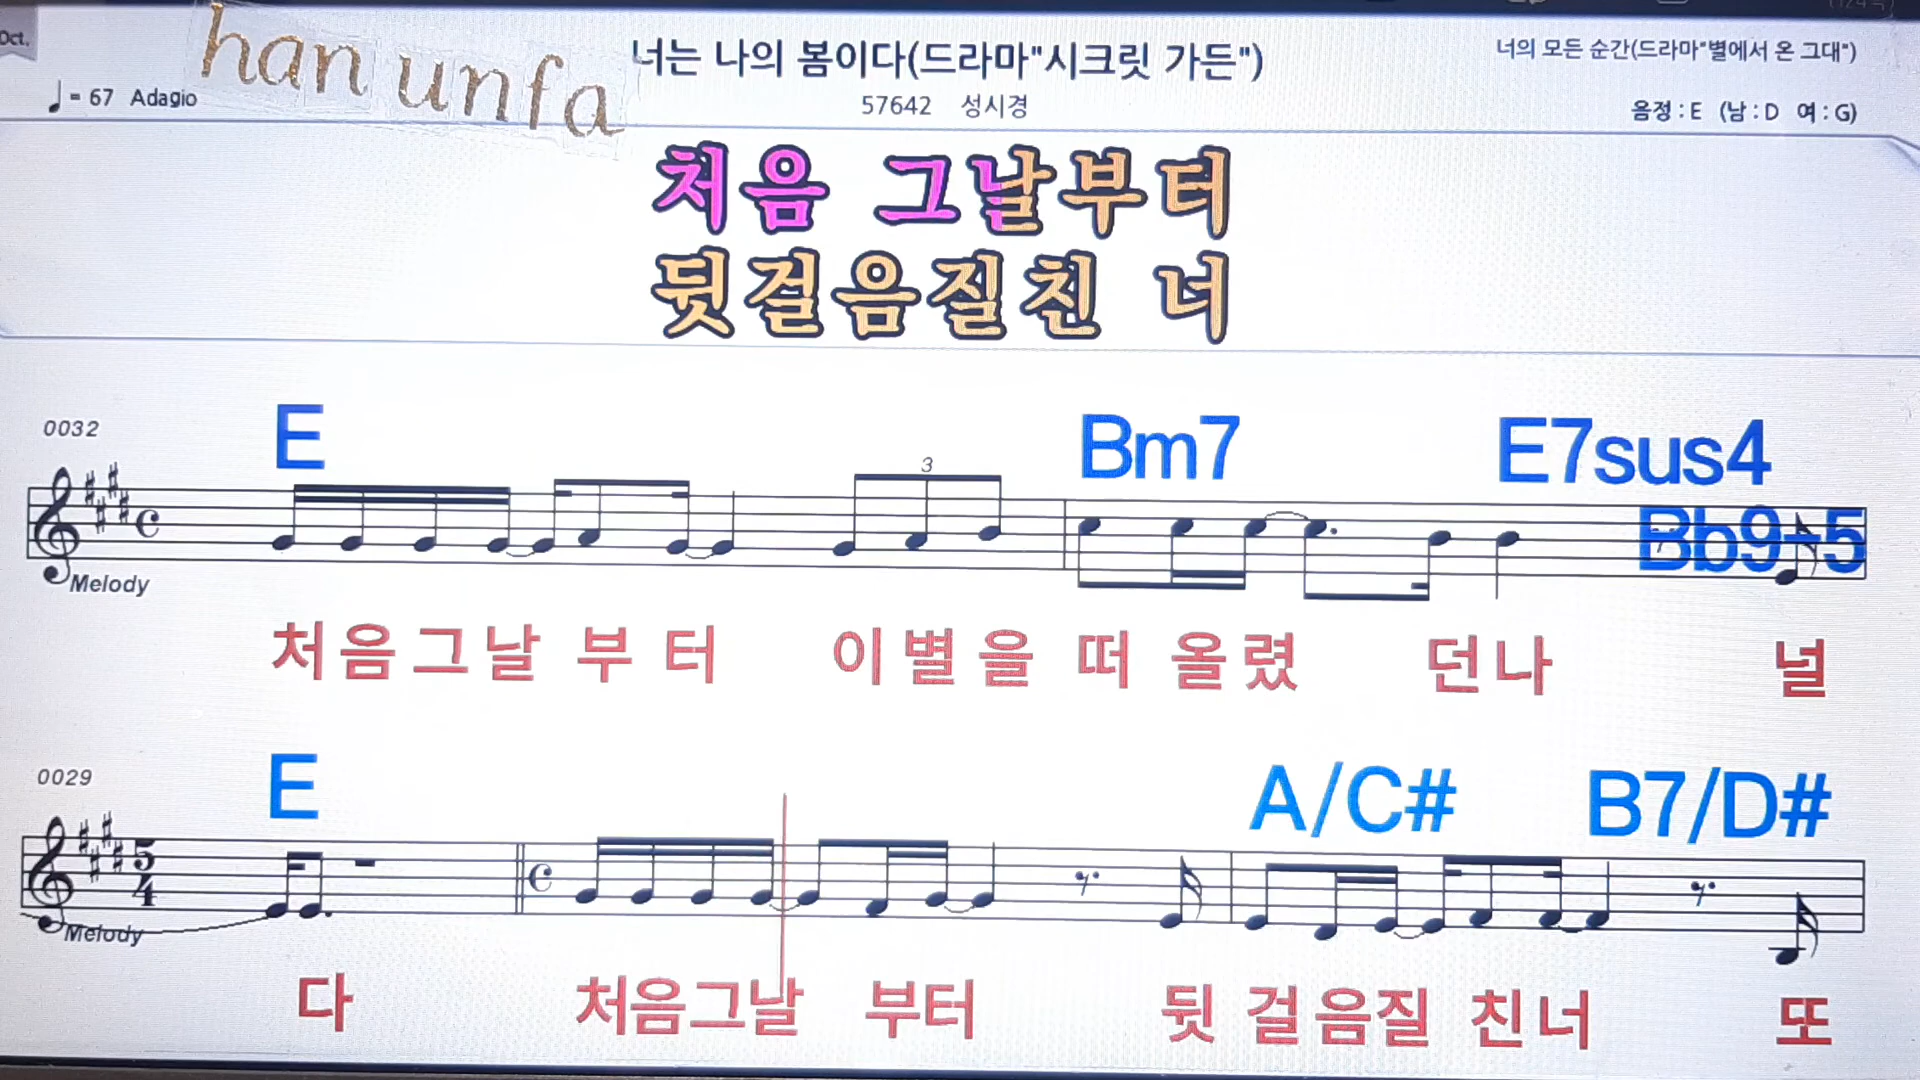 Oct.
han unfa
너는 나의 봄이다(드라마"시크릿 가든")
너의 모든 순간(드라마"별에서 온 그대")
♩= 67 Adagio
57642 성시경
음정 : E (남 : D 여 : G)
처음 그날부터
뒷걸음질친 너
0032
E Bm7 E7sus4
Bb9-5
3
Melody
처음그날 부 터 이별을 떠 올렸 던나 널
0029
E A/C# B7/D#
5
4
Melody
다 처음그날 부터 뒷 걸음질 친너 또